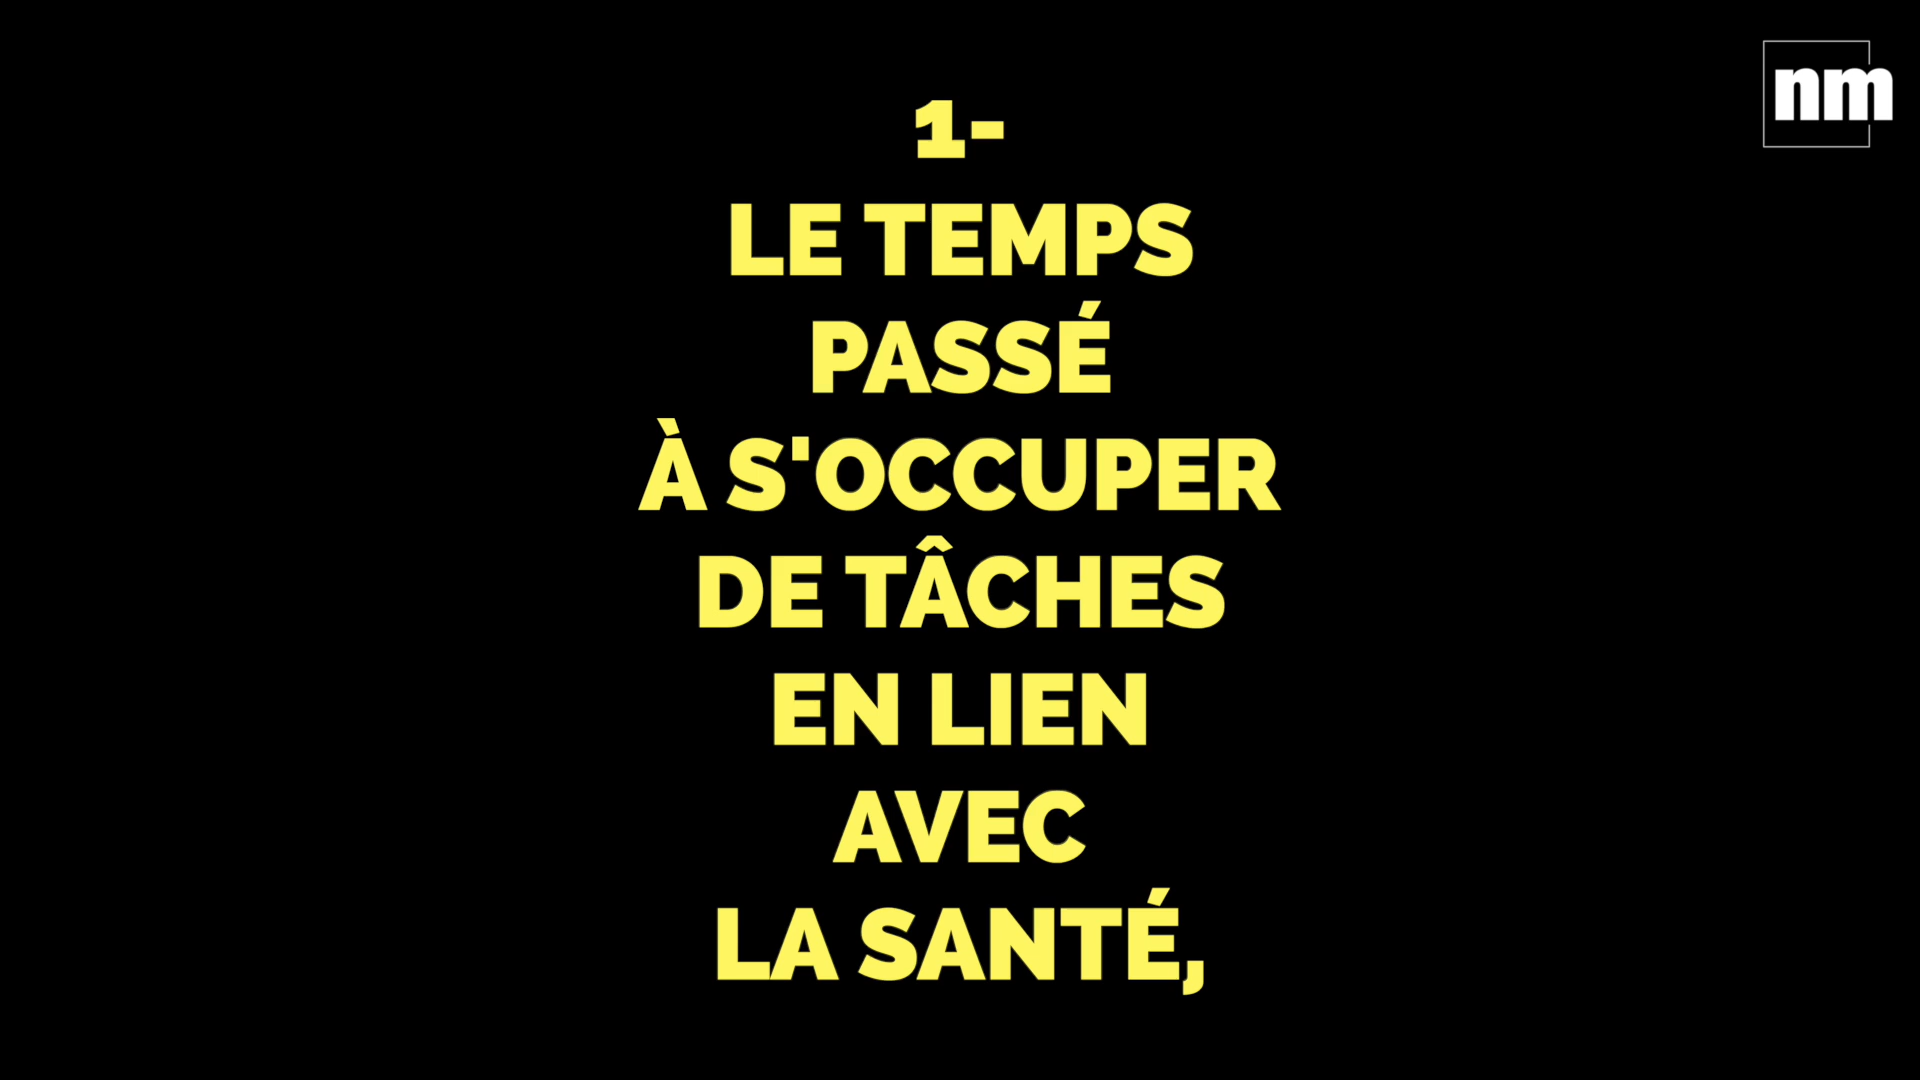 nm
1-
LE TEMPS
PASSÉ
À S'OCCUPER
DE TÂCHES
EN LIEN
AVEC
LA SANTÉ,